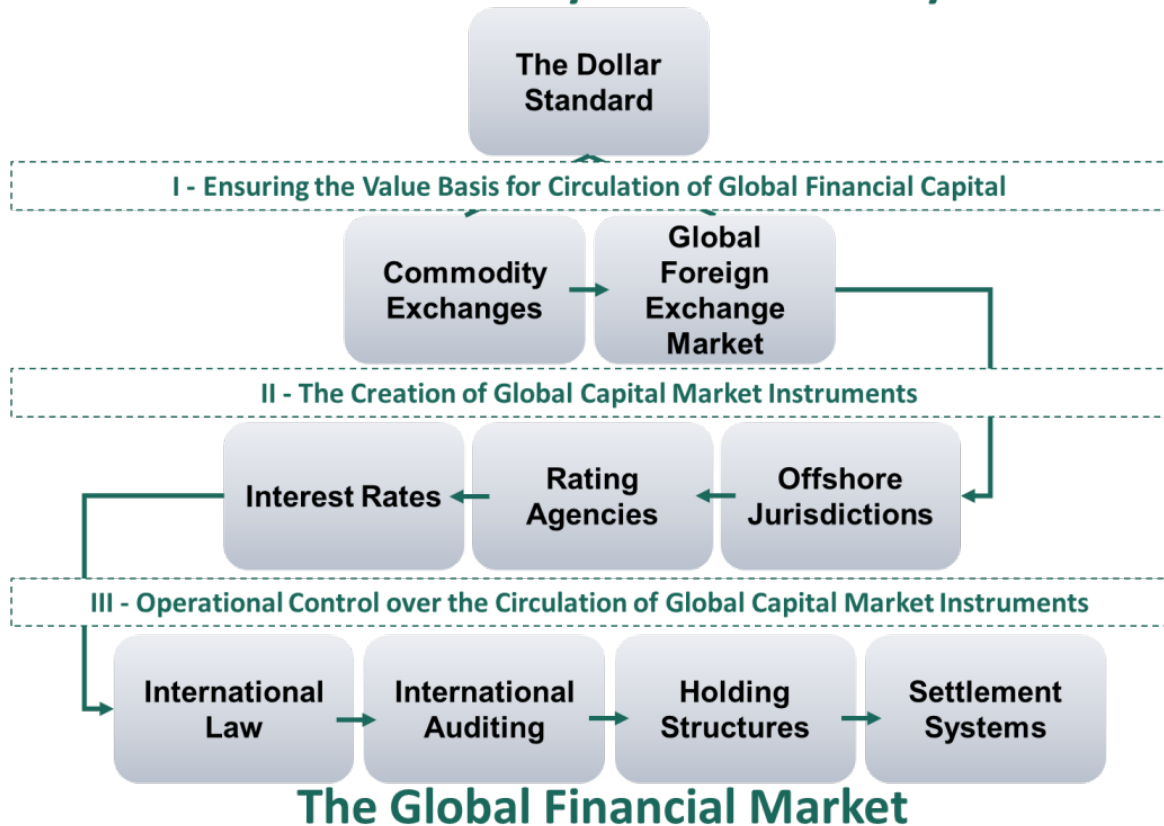 The Dollar
Standard
I - Ensuring the Value Basis for Circulation of Global Financial Capital
Commodity
Exchanges
Global
Foreign
Exchange
Market
II - The Creation of Global Capital Market Instruments
Interest Rates
Rating
Agencies
Offshore
Jurisdictions
III - Operational Control over the Circulation of Global Capital Market Instruments
International
Law
International
Auditing
Holding
Structures
Settlement
Systems
The Global Financial Market